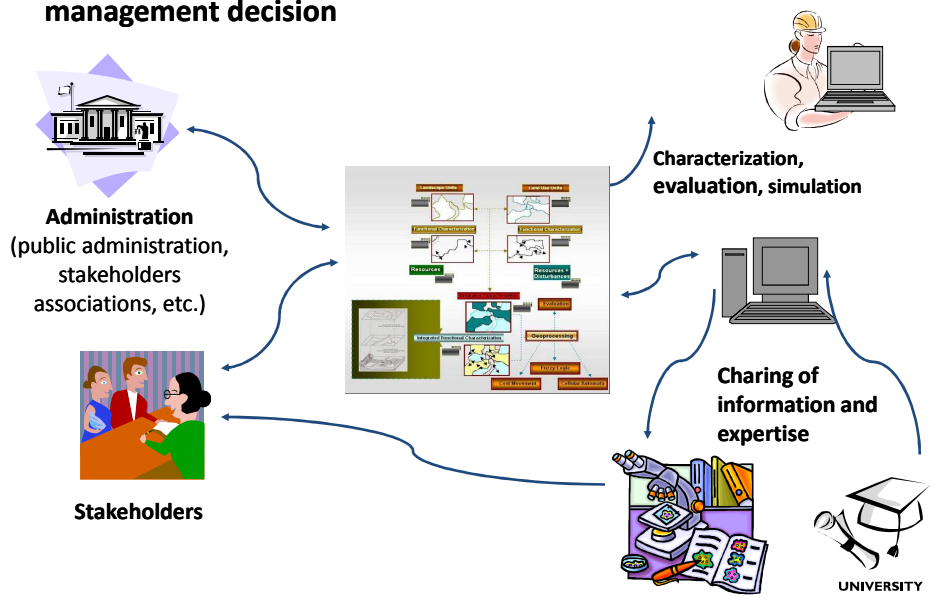 management decision
Administration
(public administration,
stakeholders
associations, etc.)
Stakeholders
Characterization,
evaluation, simulation
Landscape Units
Land Use Units
Functional Characterization
Functional Characterization
Resources
Resources +
Disturbances
Evaluation
Integrated Functional Characterization
Geoprocessing
Fuzzy Logic
Cost Movement
Cellular Automata
Charing of
information and
expertise
UNIVERSITY